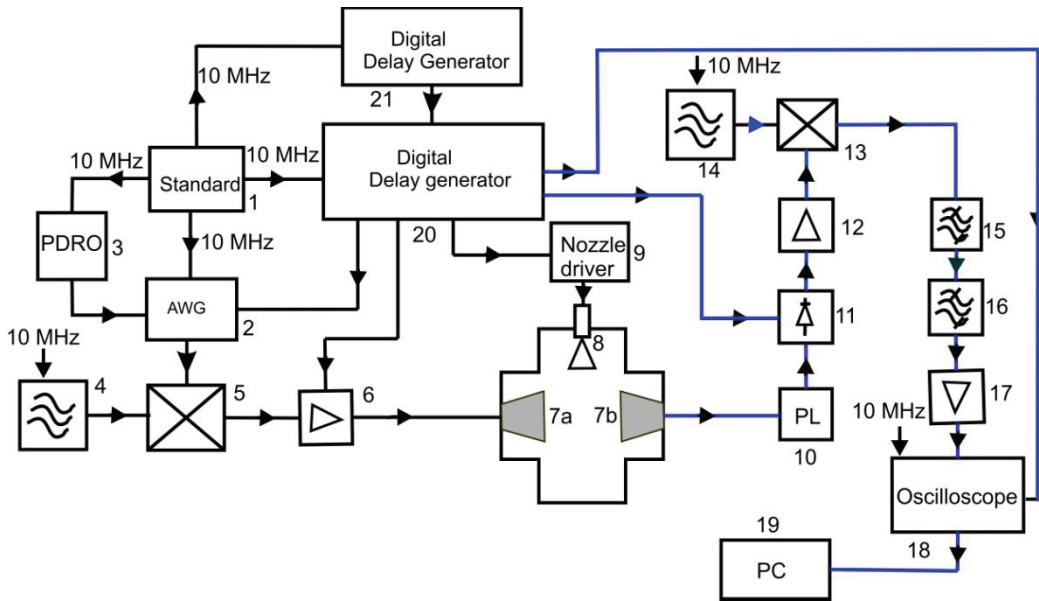 Digital
Delay Generator
21
10 MHz
10 MHz
14
13
10 MHz
10 MHz
Standard
1
Digital
Delay generator
20
PDRO
3
10 MHz
AWG
2
Nozzle
driver
9
12
15
11
16
8
10 MHz
4
5
6
7a
7b
PL
10
17
10 MHz
Oscilloscope
18
19
PC